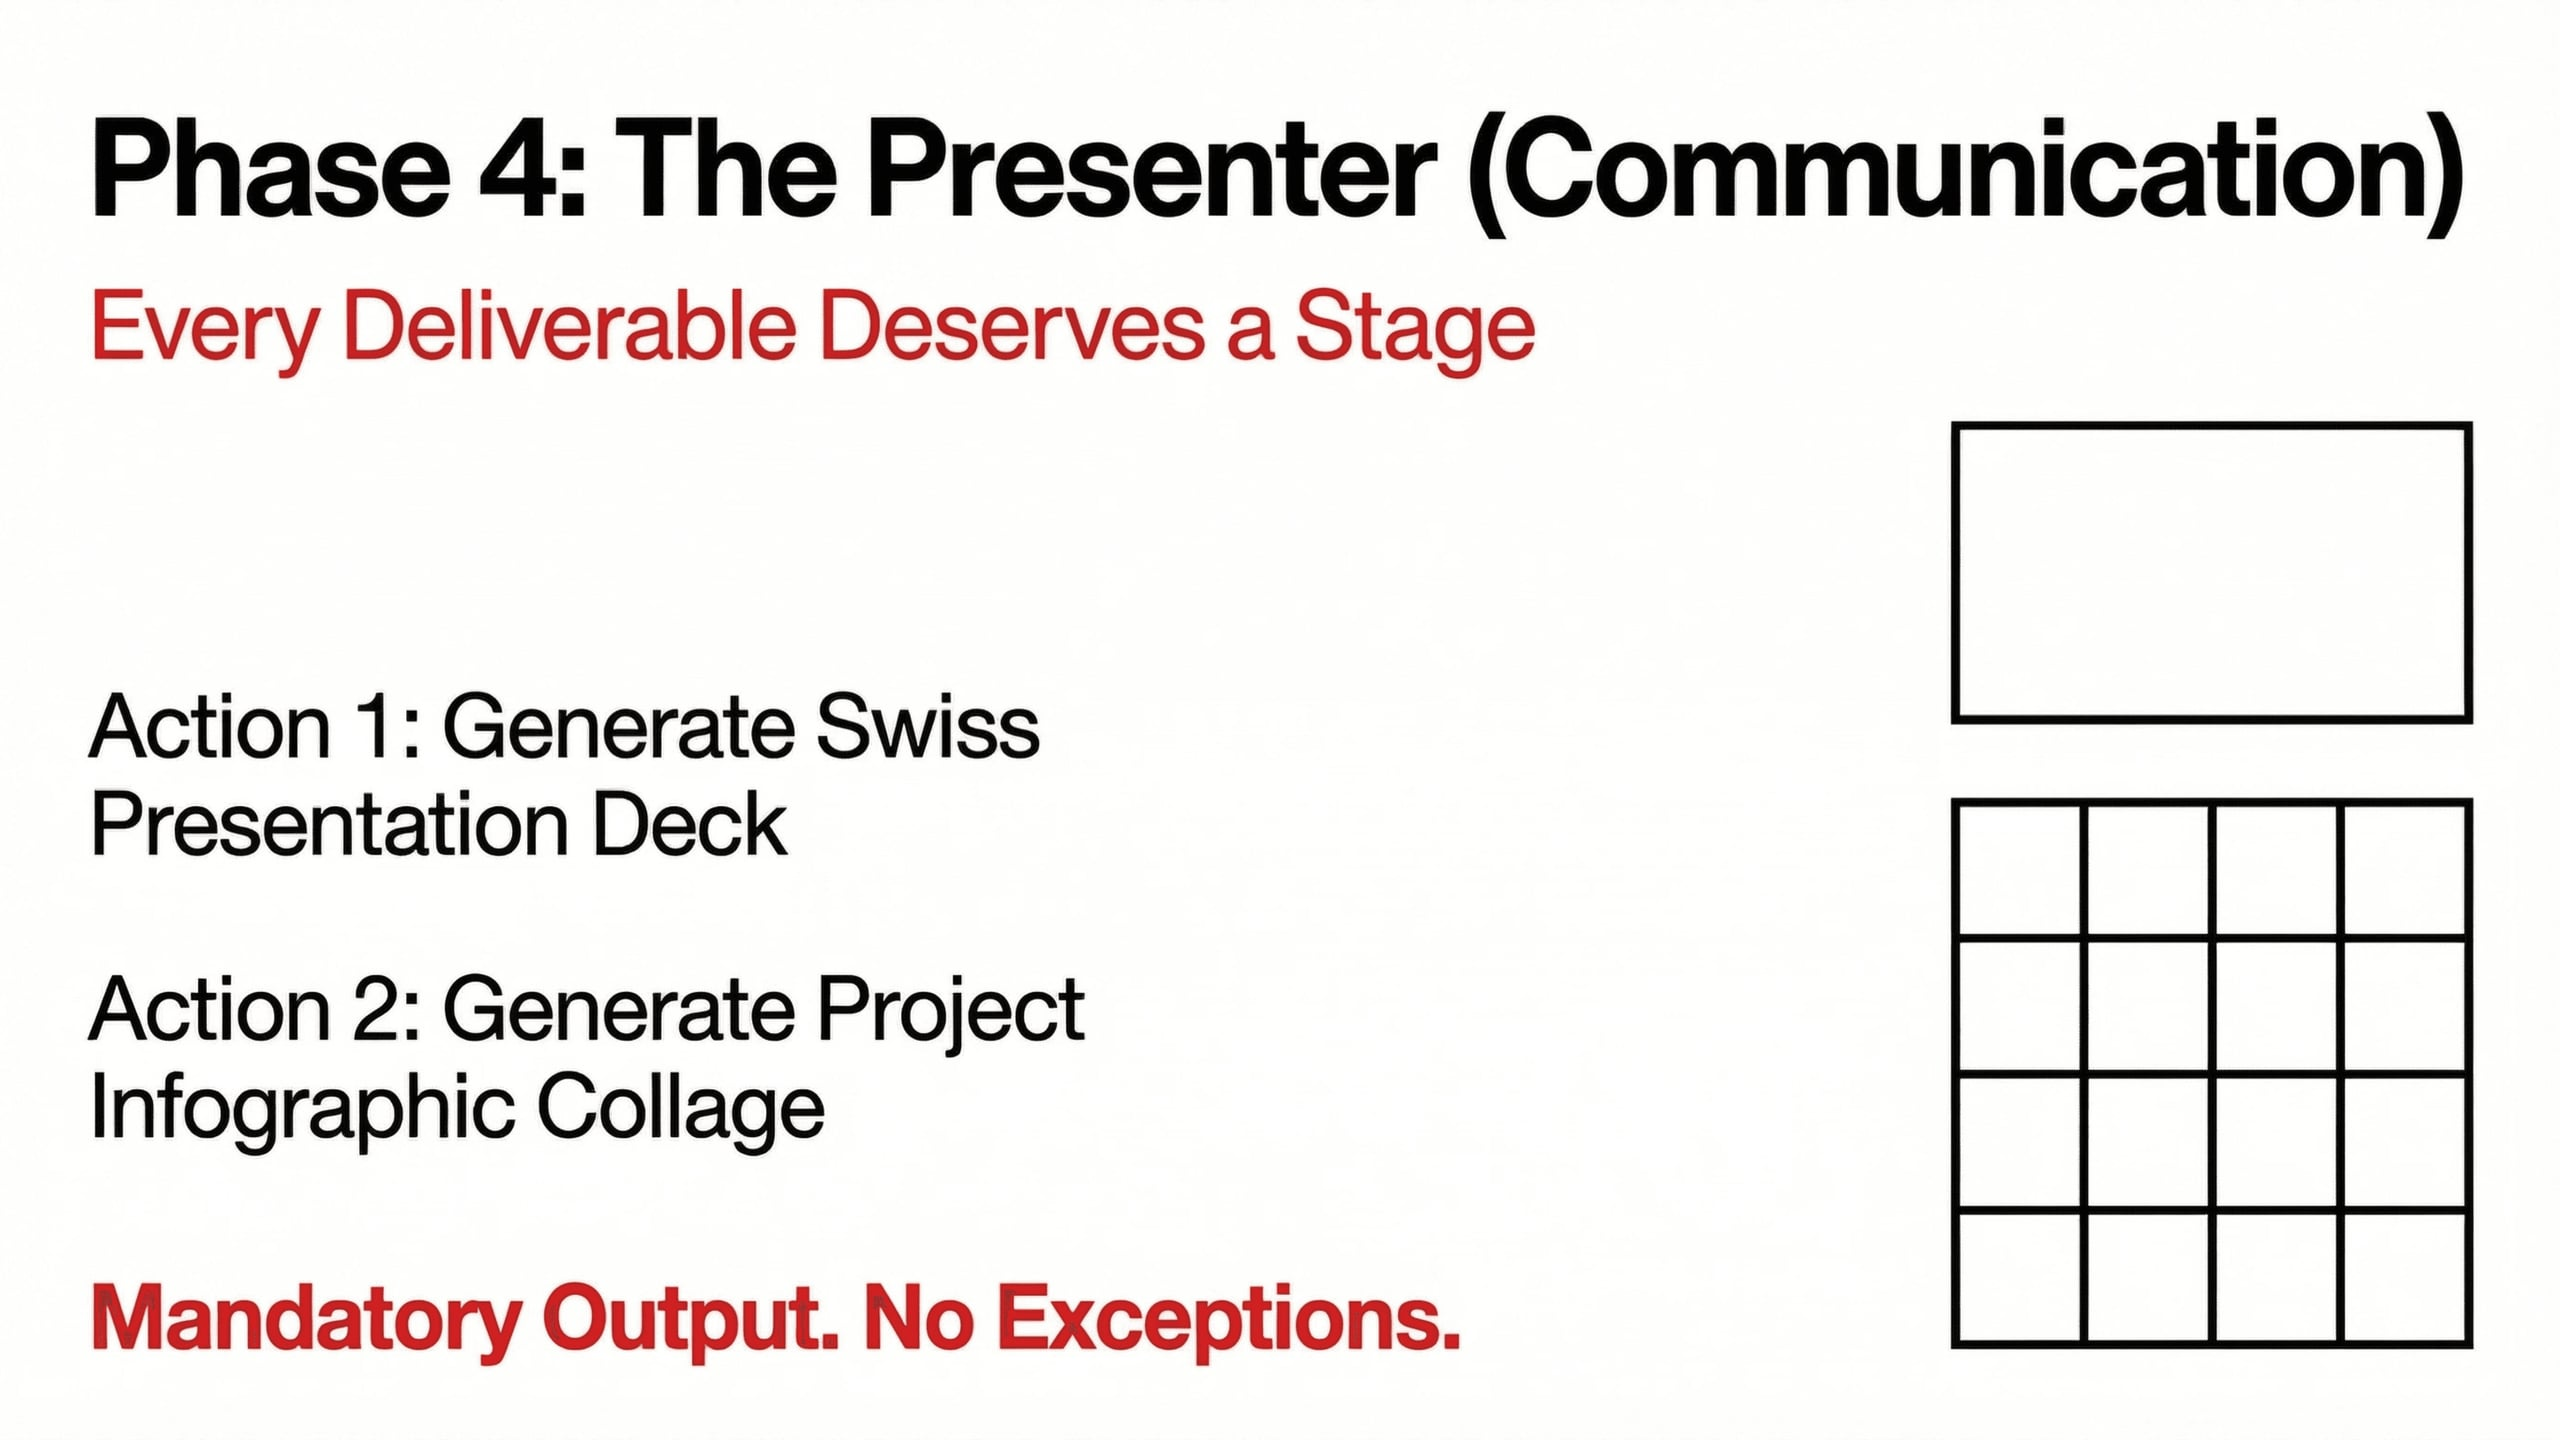 Phase 4: The Presenter (Communication)
Every Deliverable Deserves a Stage
Action 1: Generate Swiss
Presentation Deck
Action 2: Generate Project
Infographic Collage
Mandatory Output. No Exceptions.